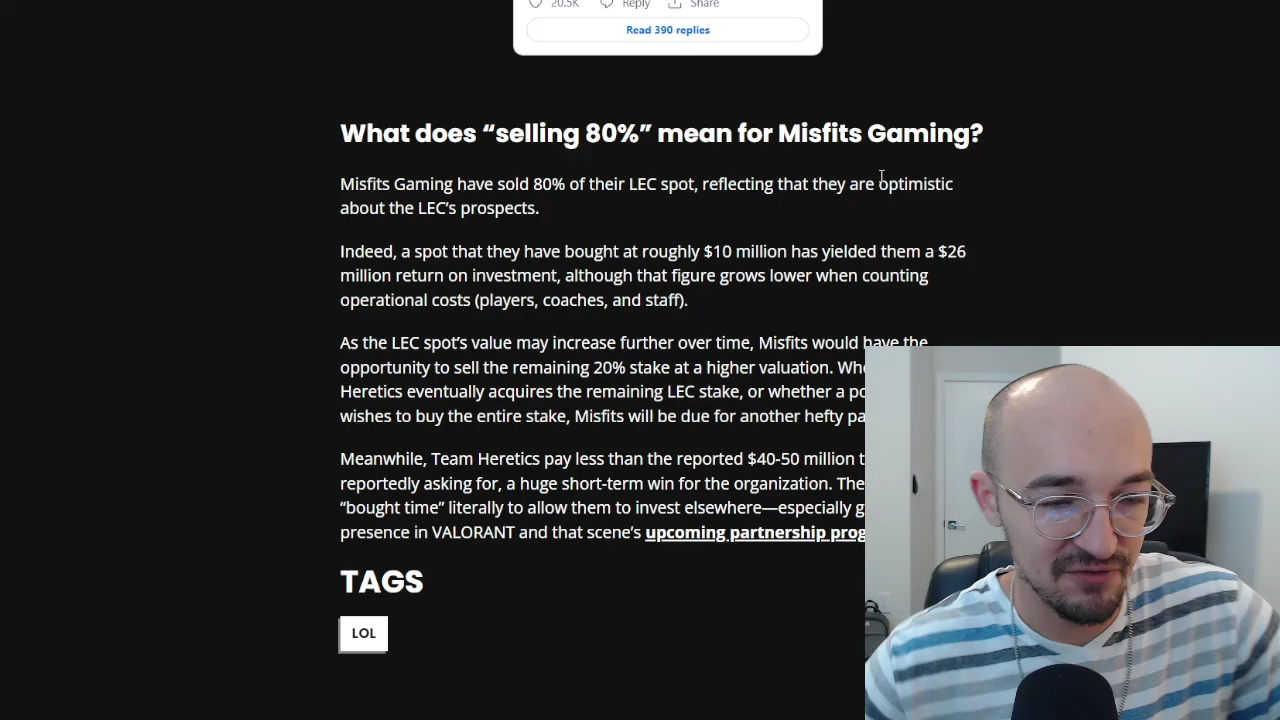 20.5K Reply Share
Read 390 replies
What does “selling 80%” mean for Misfits Gaming?
Misfits Gaming have sold 80% of their LEC spot, reflecting that they are optimistic
about the LEC’s prospects.
Indeed, a spot that they have bought at roughly $10 million has yielded them a $26
million return on investment, although that figure grows lower when counting
operational costs (players, coaches, and staff).
As the LEC spot’s value may increase further over time, Misfits would have the
opportunity to sell the remaining 20% stake at a higher valuation.
Heretics eventually acquires the remaining LEC stake, or whether a
wishes to buy the entire stake, Misfits will be due for another hefty
Meanwhile, Team Heretics pay less than the reported $40-50 million
reportedly asking for, a huge short-term win for the organization.
“bought time” literally to allow them to invest elsewhere—especially
presence in VALORANT and that scene’s upcoming partnership
TAGS
LOL